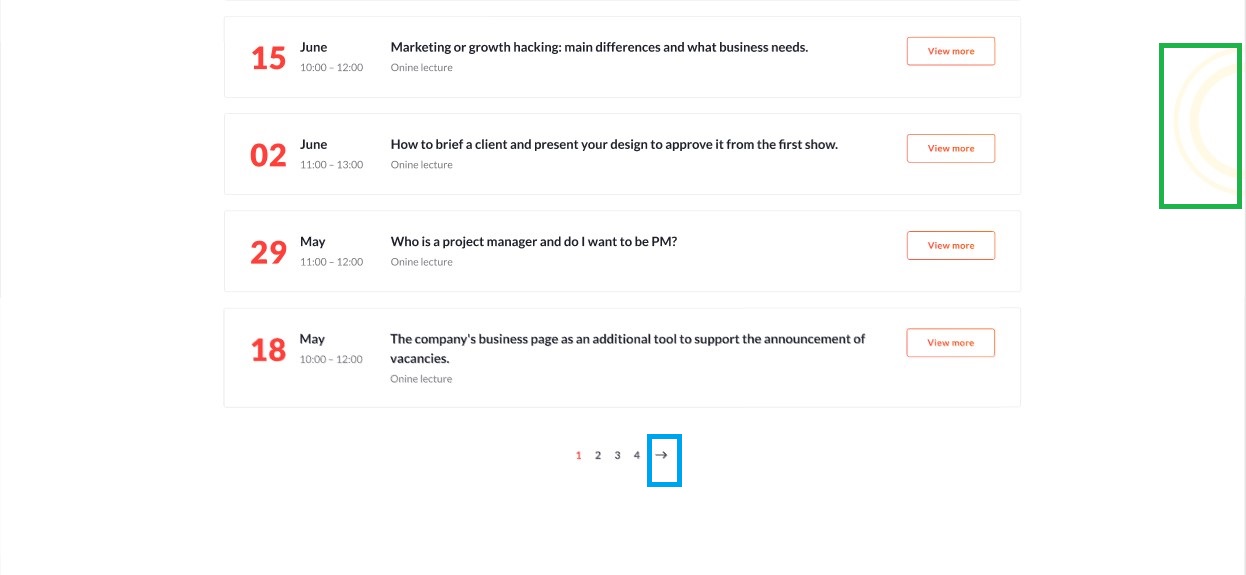 15 June Marketing or growth hacking: main differences and what business needs. View more
10:00 – 12:00 Onine lecture
02 June How to brief a client and present your design to approve it from the first show. View more
11:00 – 13:00 Onine lecture
29 May Who is a project manager and do I want to be PM? View more
11:00 – 12:00 Onine lecture
18 May The company's business page as an additional tool to support the announcement of View more
10:00 – 12:00 vacancies.
Onine lecture
1 2 3 4 →